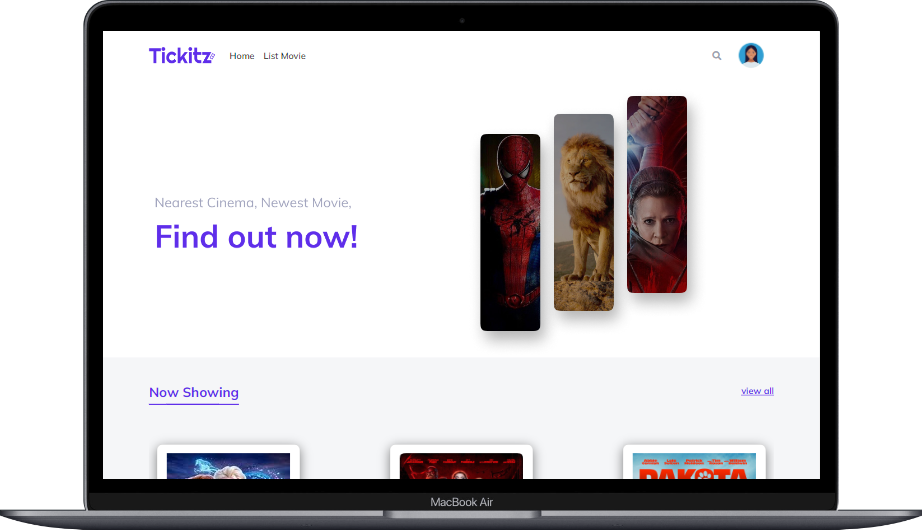 Tickitz
Home List Movie
Nearest Cinema, Newest Movie,
Find out now!
Now Showing
view all
DAKOTA
MacBook Air